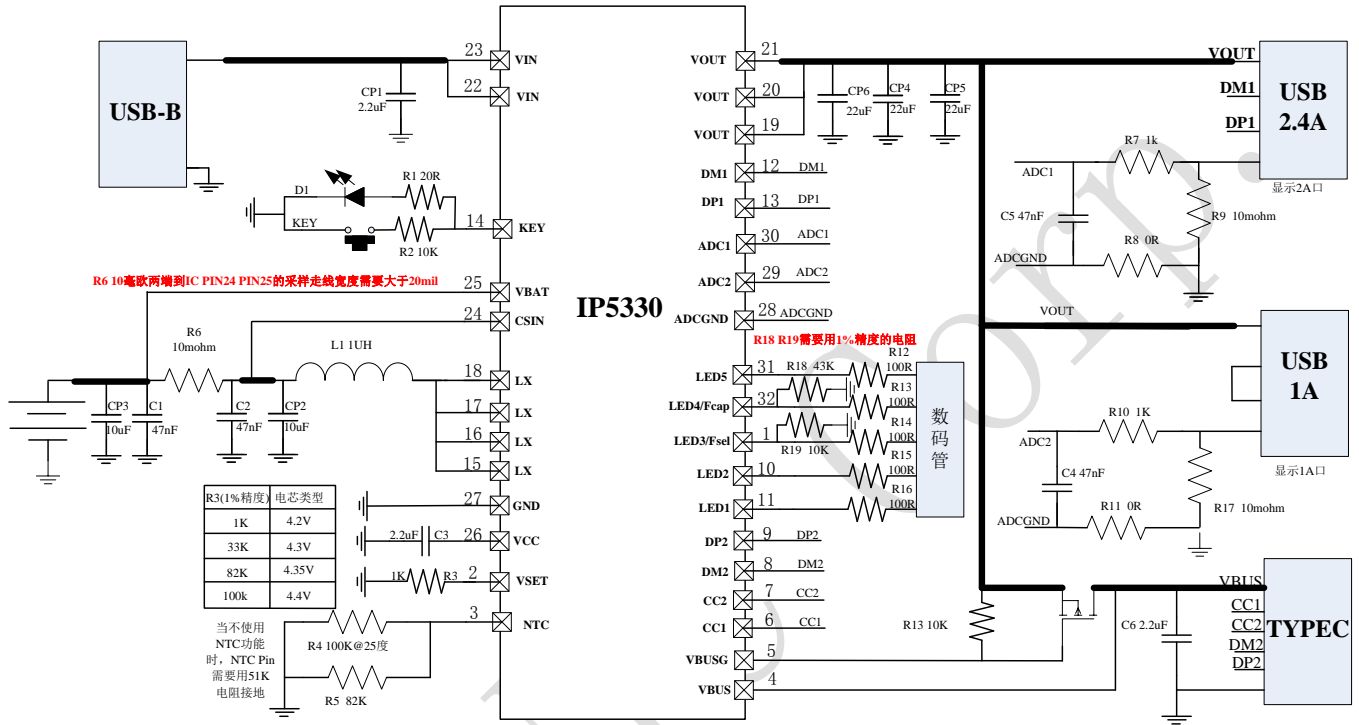 IP5330
USB-B
23
VIN
22
VIN
CP1
2.2uF
D1
R1 20R
KEY
R2 10K
14
KEY
R6 10毫欧两端到IC PIN24 PIN25的采样走线宽度需要大于20mil
25
VBAT
24
CSIN
R6
10mohm
L1 1UH
18
LX
17
LX
16
LX
15
LX
CP3
10uF
C1
47nF
C2
47nF
CP2
10uF
27
GND
2.2uF
C3
26
VCC
1K
R3
2
VSET
3
NTC
R4 100K@25度
R5 82K
R3(1%精度) 电芯类型
1K 4.2V
33K 4.3V
82K 4.35V
100k 4.4V
当不使用
NTC功能
时，NTC Pin
需要用51K
电阻接地
VOUT
21
VOUT
20
VOUT
19
CP6
22uF
CP4
22uF
CP5
22uF
DM1
12
DM1
DP1
13
DP1
ADC1
30
ADC1
ADC2
29
ADC2
ADCGND
28
ADCGND
R18 R19需要用1%精度的电阻
LED5
31
R18 43K
R12
100R
LED4/Fcap
32
R13
100R
LED3/Fsel
1
R19 10K
R14
100R
LED2
10
R15
100R
LED1
11
R16
100R
数
码
管
DP2
9
DP2
DM2
8
DM2
CC2
7
CC2
CC1
6
CC1
VBUSG
5
VBUS
4
VOUT
DM1
DP1
USB
2.4A
显示2A口
ADC1
R7 1k
C5 47nF
R9 10mohm
R8 0R
ADCGND
VOUT
USB
1A
显示1A口
ADC2
R10 1K
C4 47nF
R11 0R
R17 10mohm
ADCGND
R13 10K
C6 2.2uF
VBUS
CC1
CC2
DM2
DP2
TYPEC
Corp.